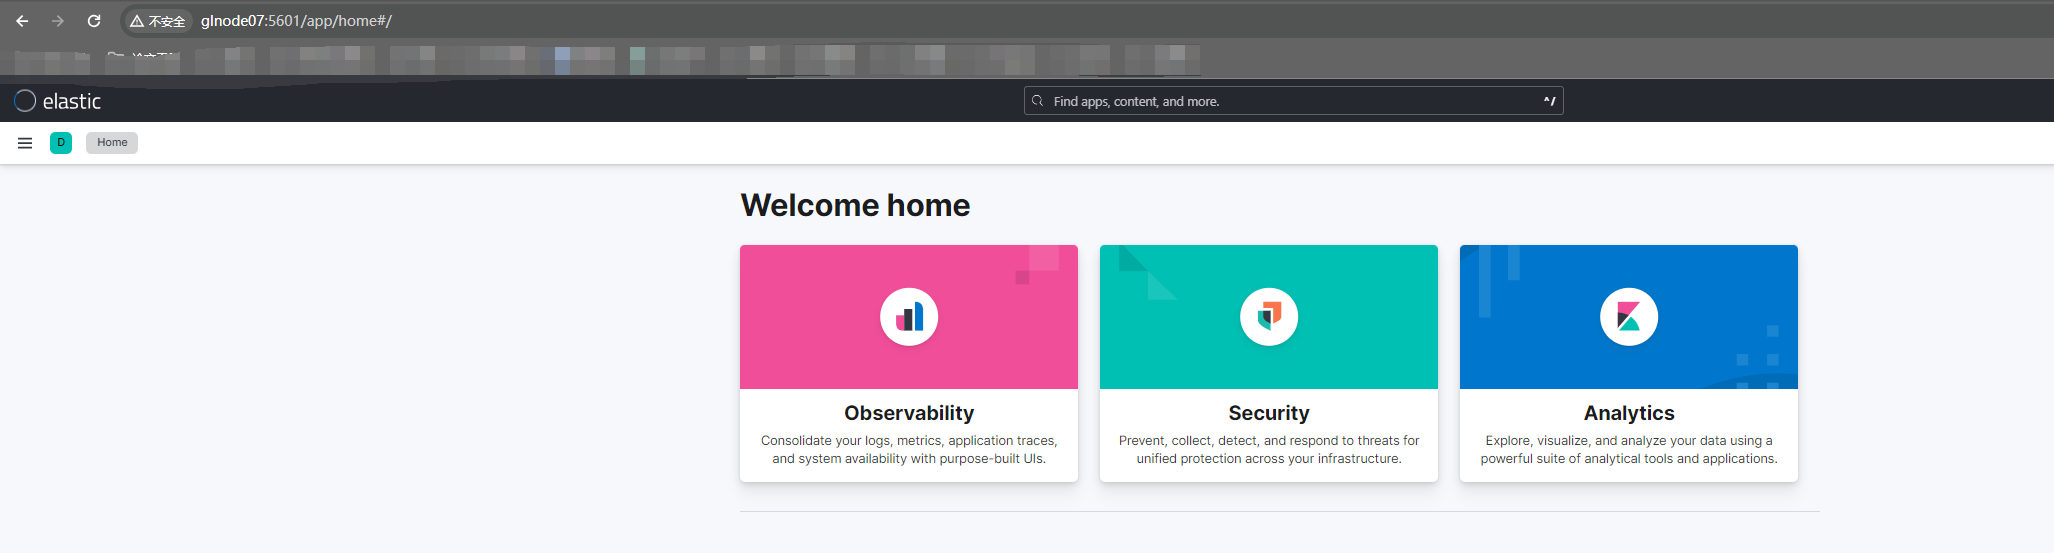 不安全 glnode07:5601/app/home#/
elastic
Find apps, content, and more. ^/
D Home
Welcome home
Observability
Consolidate your logs, metrics, application traces,
and system availability with purpose-built UIs.
Security
Prevent, collect, detect, and respond to threats for
unified protection across your infrastructure.
Analytics
Explore, visualize, and analyze your data using a
powerful suite of analytical tools and applications.